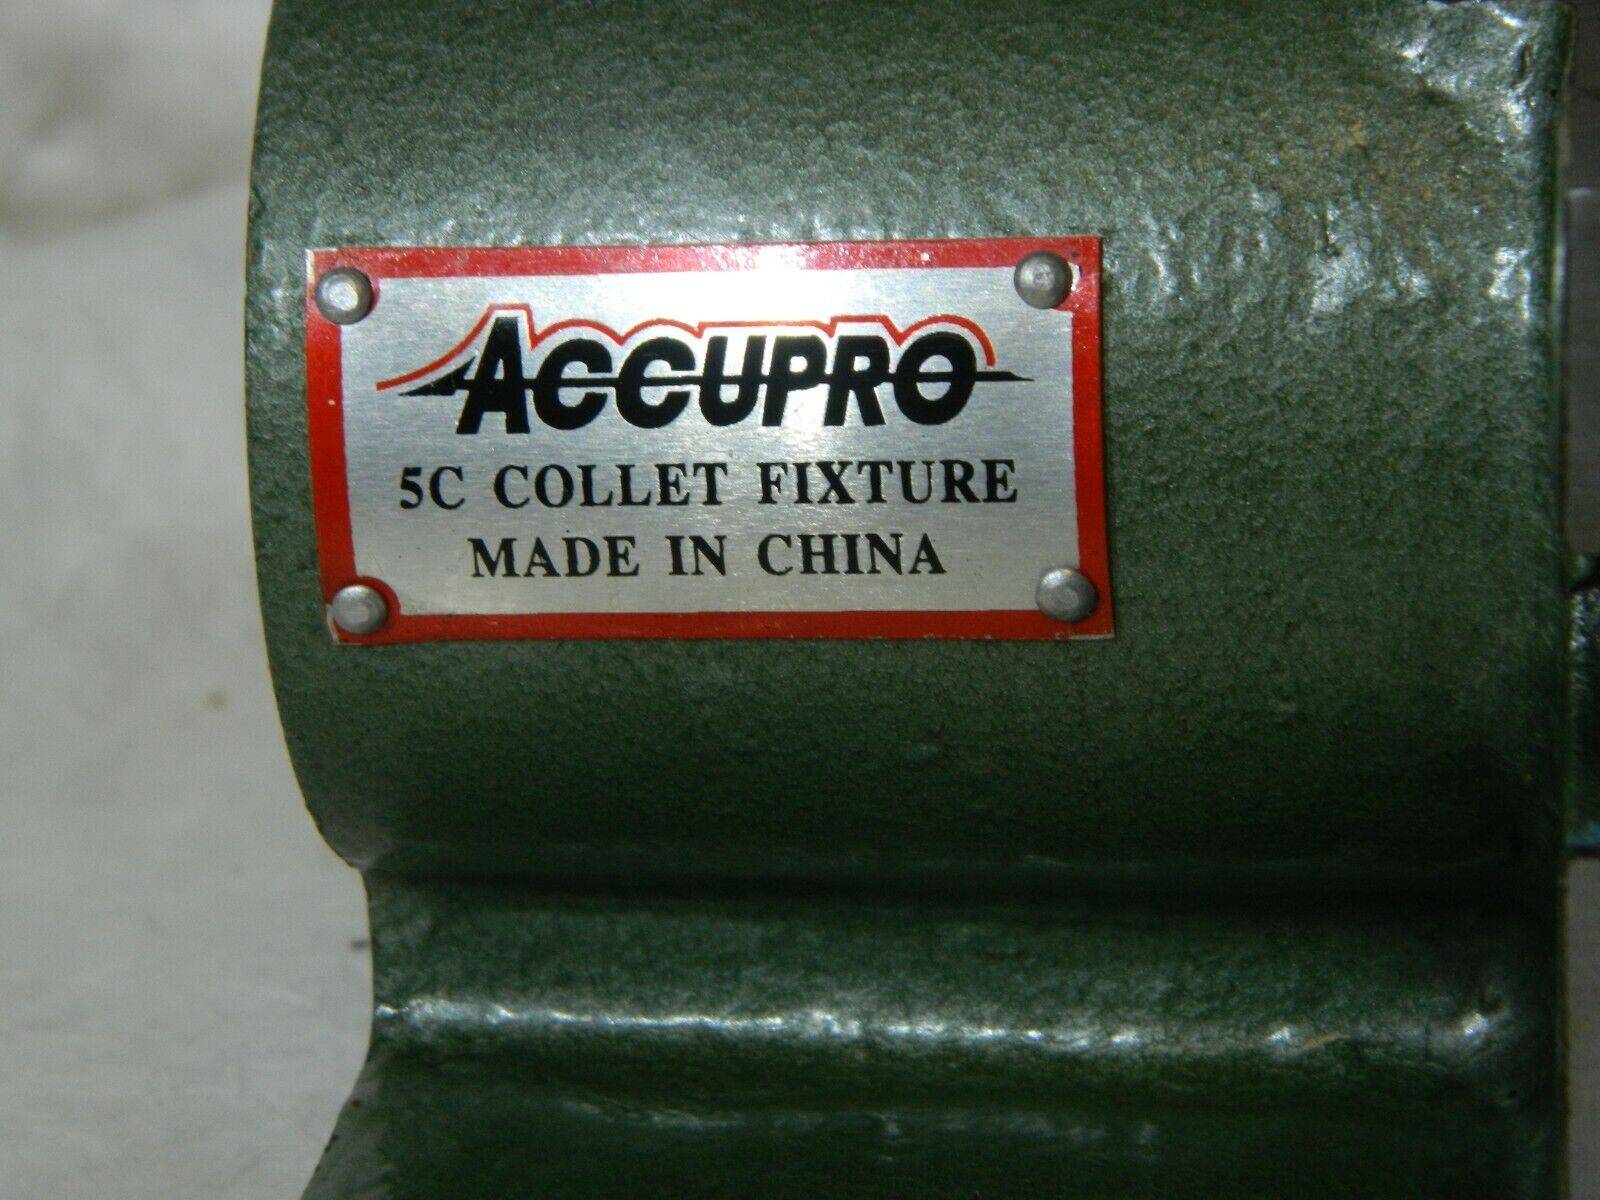 ACCUPRO
5C COLLET FIXTURE
MADE IN CHINA